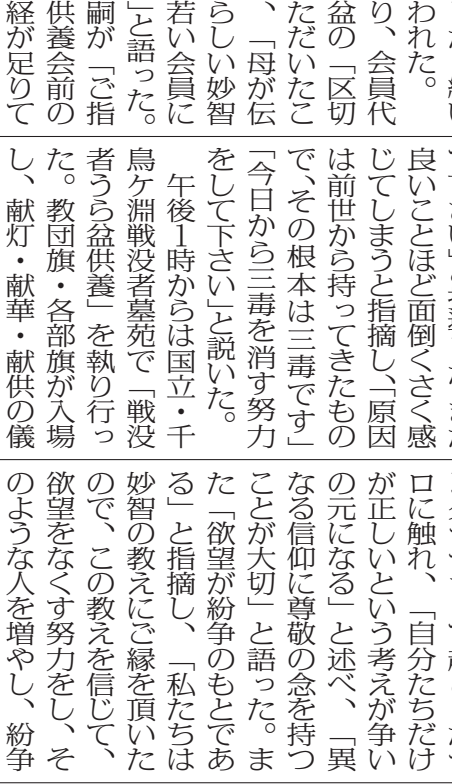 われた。
り、会員代
盆の「区切
ただいたこ
、「母が伝
らしい妙智
若い会員に
」と語った。
嗣が「ご指
供養会前の
経が足りて
良いことほど面倒くさく感
じてしまうと指摘し、「原因
は前世から持ってきたもの
で、その根本は三毒です」
「今日から三毒を消す努力
をして下さい」と説いた。
午後1時からは国立・千
鳥ケ淵戦没者墓苑で「戦没
者うら盆供養」を執り行っ
た。教団旗・各部旗が入場
し、献灯・献華・献供の儀
ロに触れ、「自分たちだけ
が正しいという考えが争い
の元になる」と述べ、「異
なる信仰に尊敬の念を持つ
ことが大切」と語った。ま
た「欲望が紛争のもとであ
る」と指摘し、「私たちは
妙智の教えにご縁を頂いた
ので、この教えを信じて、
欲望をなくす努力をし、そ
のような人を増やし、紛争